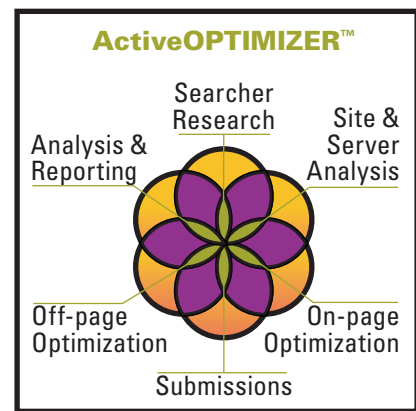 ActiveOPTIMIZER™
Searcher
Research
Site &
Server
Analysis
Analysis &
Reporting
Off-page
Optimization
On-page
Optimization
Submissions